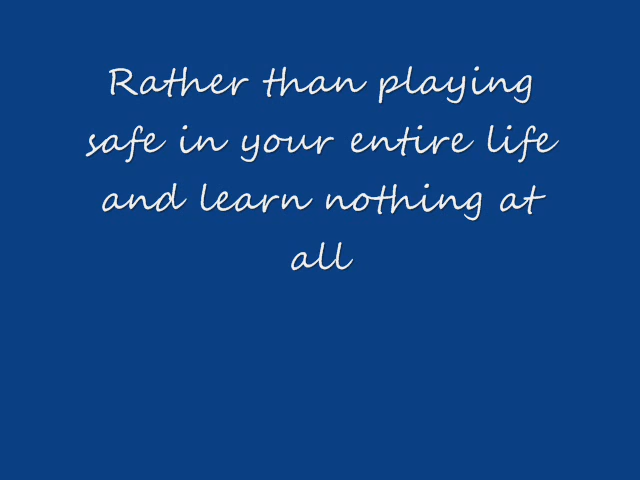 Rather than playing
safe in your entire life
and learn nothing at
all